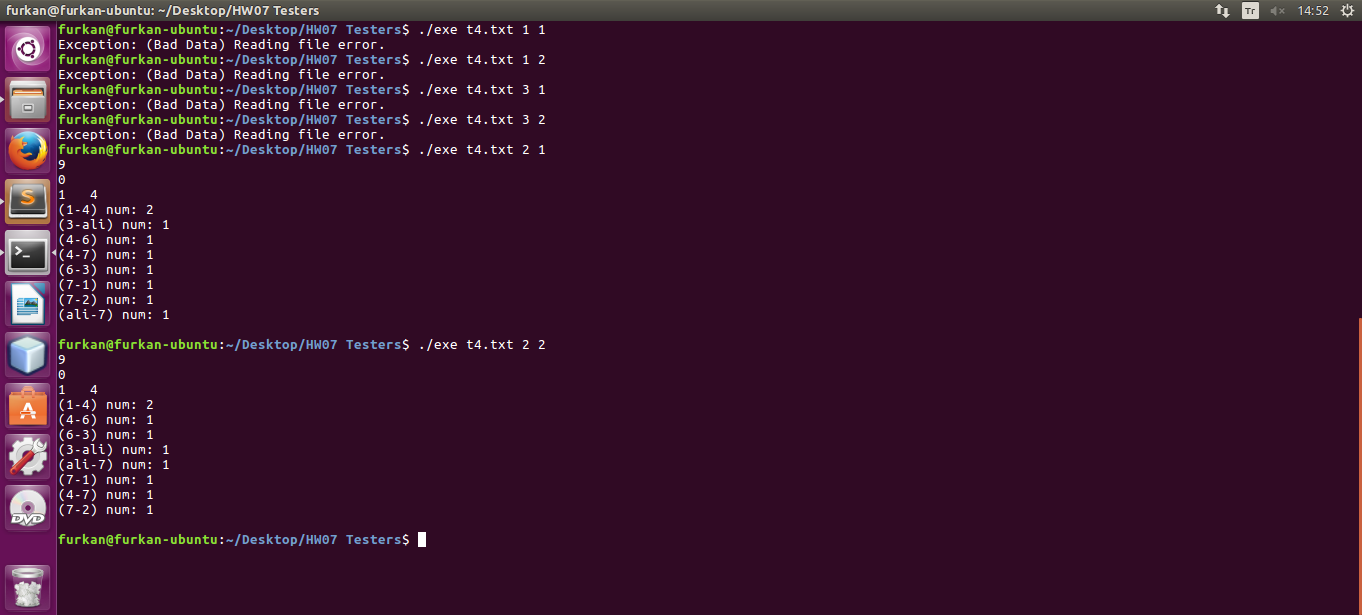 furkan@furkan-ubuntu: ~/Desktop/HW07 Testers Tr 14:52
furkan@furkan-ubuntu:~/Desktop/HW07 Testers$ ./exe t4.txt 1 1
Exception: (Bad Data) Reading file error.
furkan@furkan-ubuntu:~/Desktop/HW07 Testers$ ./exe t4.txt 1 2
Exception: (Bad Data) Reading file error.
furkan@furkan-ubuntu:~/Desktop/HW07 Testers$ ./exe t4.txt 3 1
Exception: (Bad Data) Reading file error.
furkan@furkan-ubuntu:~/Desktop/HW07 Testers$ ./exe t4.txt 3 2
Exception: (Bad Data) Reading file error.
furkan@furkan-ubuntu:~/Desktop/HW07 Testers$ ./exe t4.txt 2 1
9
0
1   4
(1-4) num: 2
(3-ali) num: 1
(4-6) num: 1
(4-7) num: 1
(6-3) num: 1
(7-1) num: 1
(7-2) num: 1
(ali-7) num: 1
furkan@furkan-ubuntu:~/Desktop/HW07 Testers$ ./exe t4.txt 2 2
9
0
1   4
(1-4) num: 2
(4-6) num: 1
(6-3) num: 1
(3-ali) num: 1
(ali-7) num: 1
(7-1) num: 1
(4-7) num: 1
(7-2) num: 1
furkan@furkan-ubuntu:~/Desktop/HW07 Testers$
DVD